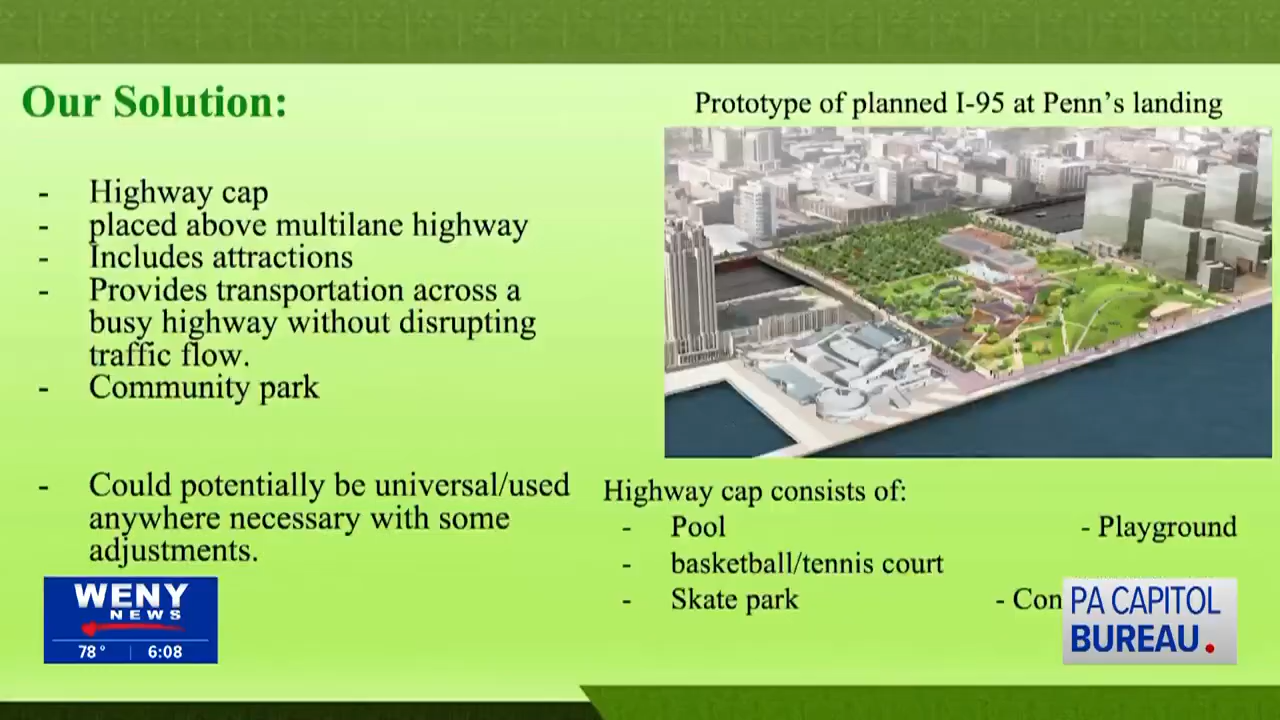 Our Solution:
- Highway cap
- placed above multilane highway
- Includes attractions
- Provides transportation across a
busy highway without disrupting
traffic flow.
- Community park
- Could potentially be universal/used
anywhere necessary with some
adjustments.
Prototype of planned I-95 at Penn's landing
Highway cap consists of:
- Pool - Playground
- basketball/tennis court
- Skate park -
WENY
NEWS
78° 6:08
PA CAPITOL
BUREAU.